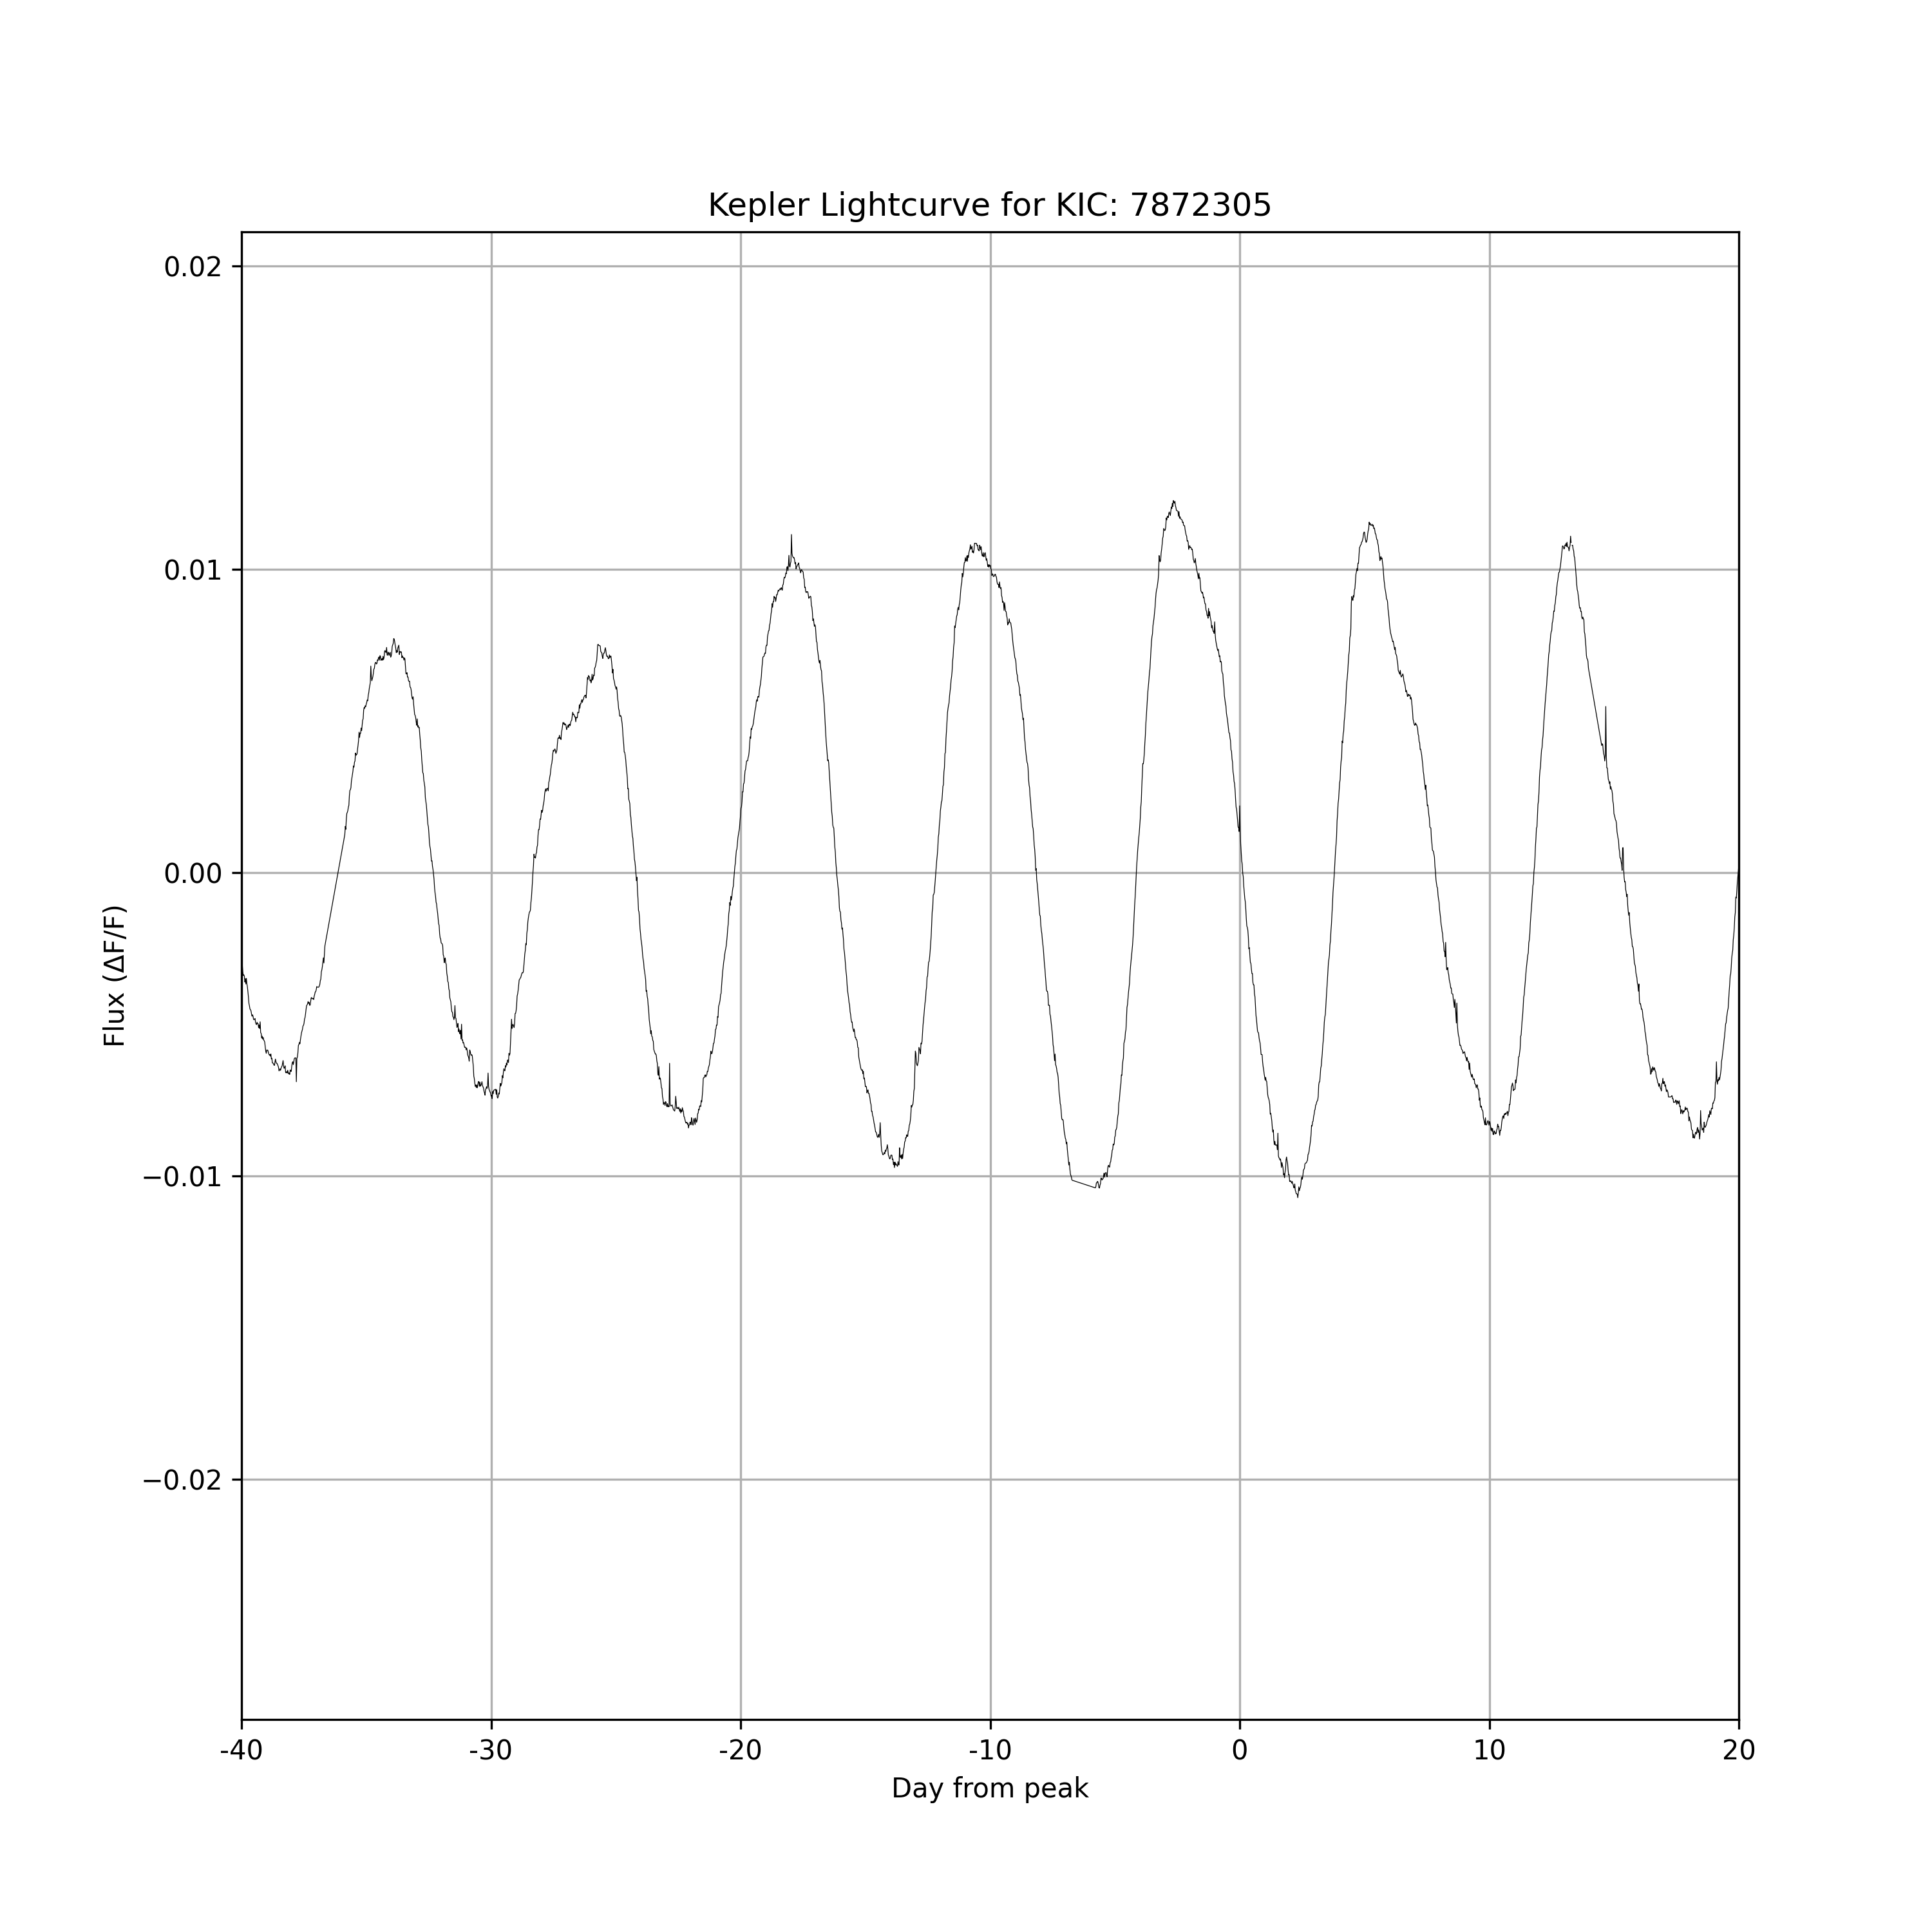 Kepler Lightcurve for KIC: 7872305
Flux (ΔF/F)
0.02
0.01
0.00
−0.01
−0.02
-40 -30 -20 -10 0 10 20
Day from peak